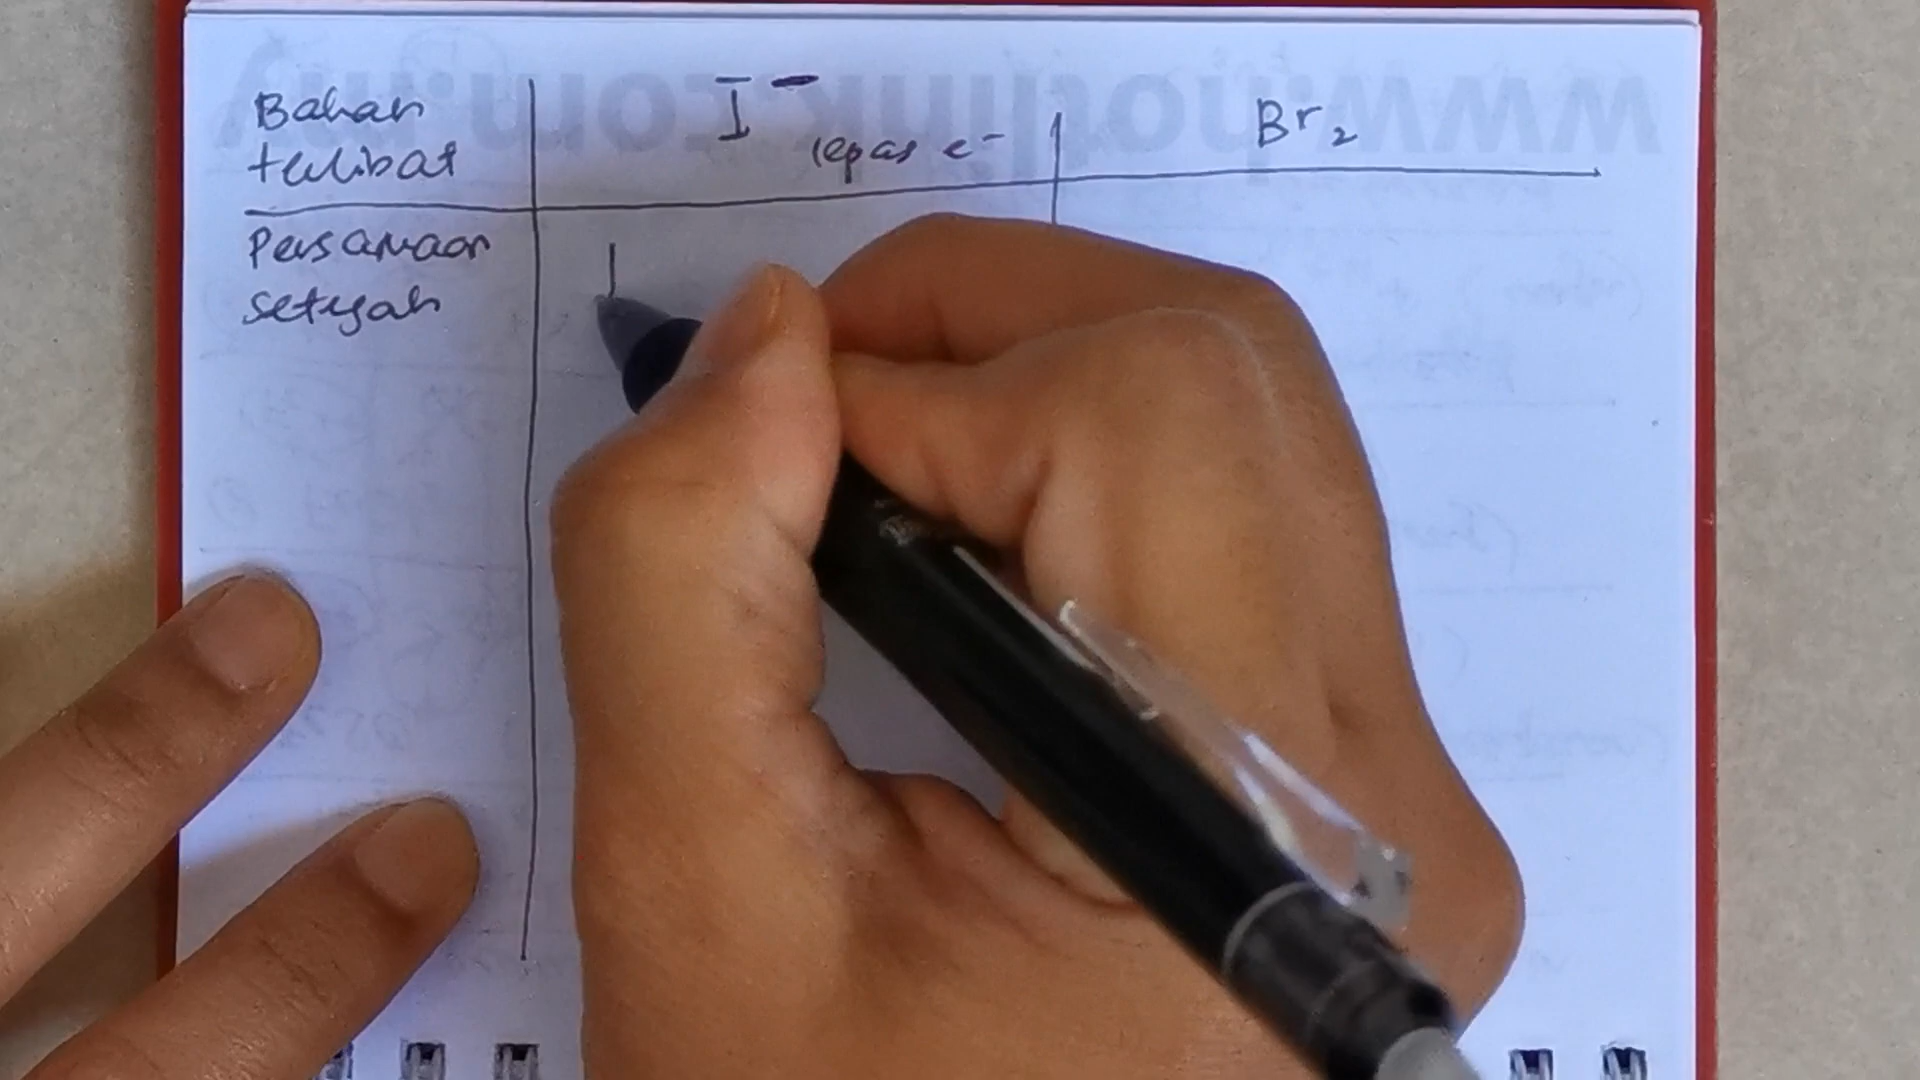 Bahan
terlibat
I⁻
lepas e⁻
Br₂
Persamaan
setengah
I